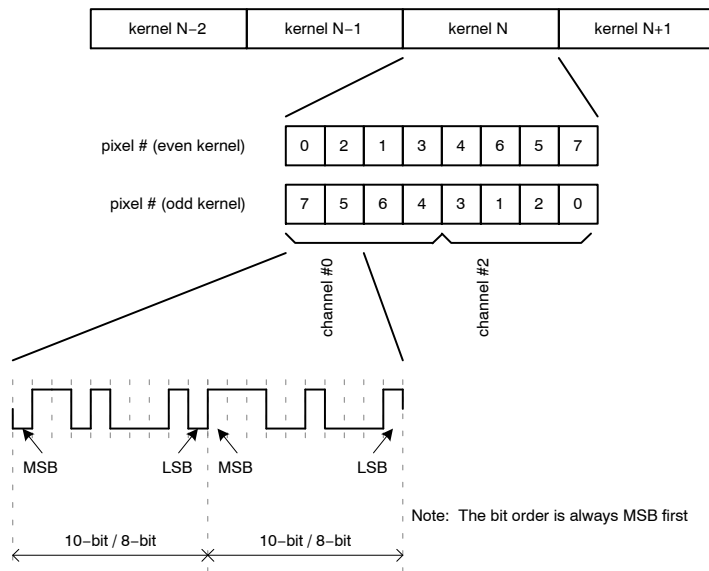 kernel N−2 kernel N−1 kernel N kernel N+1
pixel # (even kernel) 0 2 1 3 4 6 5 7
pixel # (odd kernel) 7 5 6 4 3 1 2 0
channel #0 channel #2
MSB LSB MSB LSB
Note: The bit order is always MSB first
10−bit / 8−bit 10−bit / 8−bit